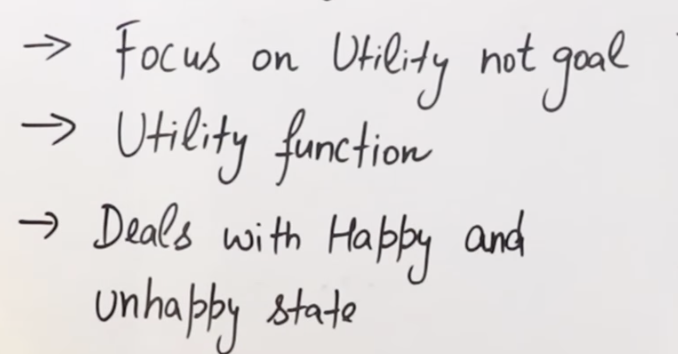 → Focus on Utility not goal
→ Utility function
→ Deals with Happy and
unhappy state